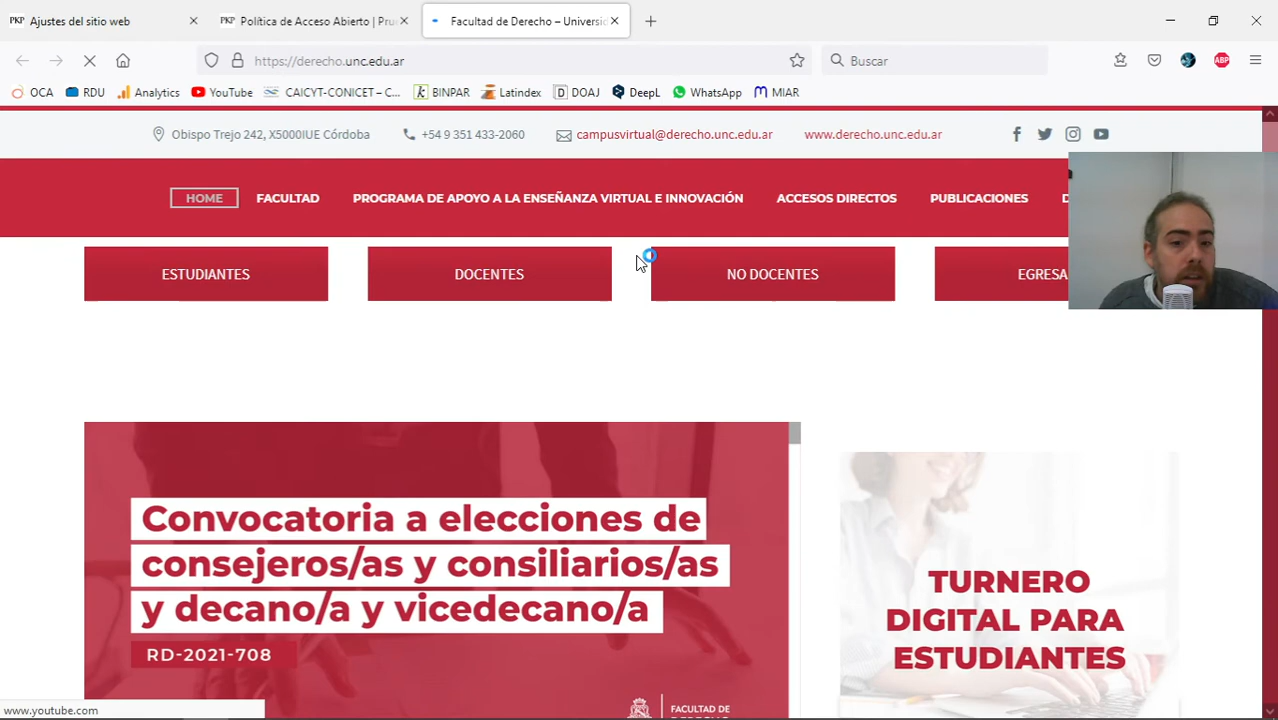 Ajustes del sitio web
Política de Acceso Abierto | Pru
Facultad de Derecho – Universid
https://derecho.unc.edu.ar
Buscar
OCA
RDU
Analytics
YouTube
CAICYT-CONICET – C...
BINPAR
Latindex
DOAJ
DeepL
WhatsApp
MIAR
Obispo Trejo 242, X5000IUE Córdoba
+54 9 351 433-2060
campusvirtual@derecho.unc.edu.ar
www.derecho.unc.edu.ar
HOME
FACULTAD
PROGRAMA DE APOYO A LA ENSEÑANZA VIRTUAL E INNOVACIÓN
ACCESOS DIRECTOS
PUBLICACIONES
ESTUDIANTES
DOCENTES
NO DOCENTES
EGRESA
Convocatoria a elecciones de
consejeros/as y consiliarios/as
y decano/a y vicedecano/a
RD-2021-708
TURNERO
DIGITAL PARA
ESTUDIANTES
FACULTAD DE
www.youtube.com